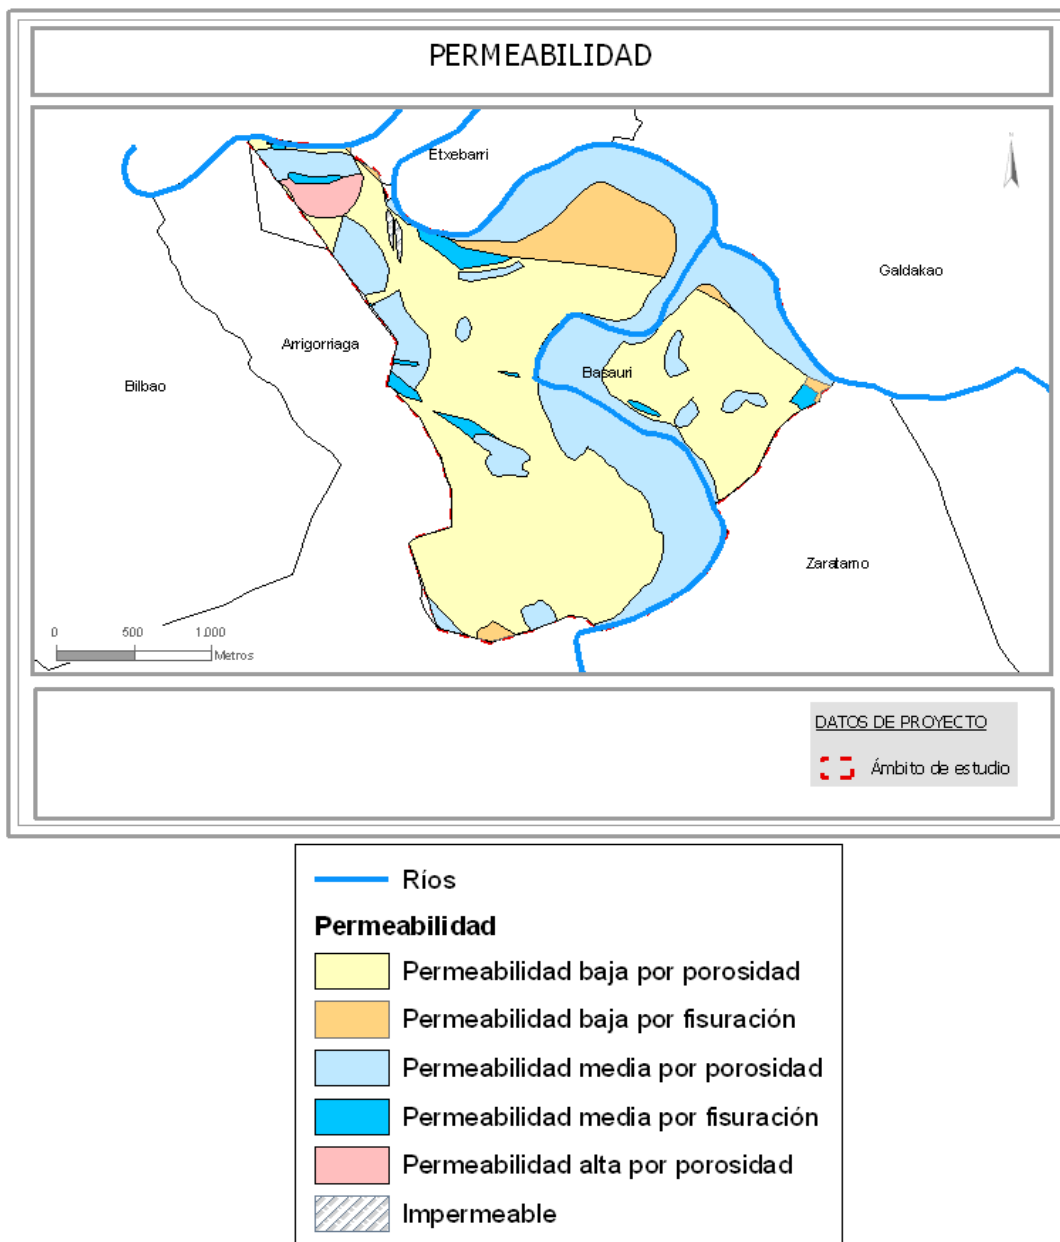 PERMEABILIDAD
Etxebarri
Galdakao
Arrigorriaga
Basauri
Bilbao
Zaratamo
0 500 1.000
Metros
DATOS DE PROYECTO
Ámbito de estudio
Ríos
Permeabilidad
Permeabilidad baja por porosidad
Permeabilidad baja por fisuración
Permeabilidad media por porosidad
Permeabilidad media por fisuración
Permeabilidad alta por porosidad
Impermeable